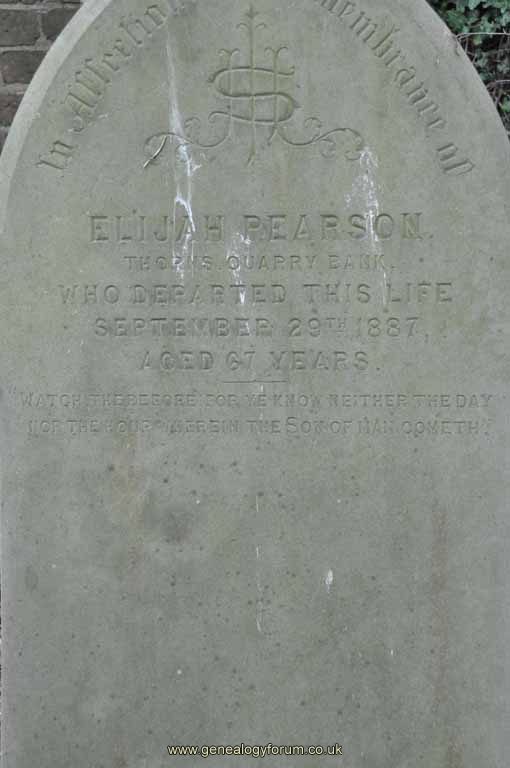 In Affectionate Remembrance of
IHS
ELIJAH PEARSON.
THORNS, QUARRY BANK,
WHO DEPARTED THIS LIFE
SEPTEMBER 29TH 1887,
AGED 67 YEARS.
WATCH THEREFORE FOR YE KNOW NEITHER THE DAY
NOR THE HOUR WHEREIN THE SON OF MAN COMETH.
www.genealogyforum.co.uk